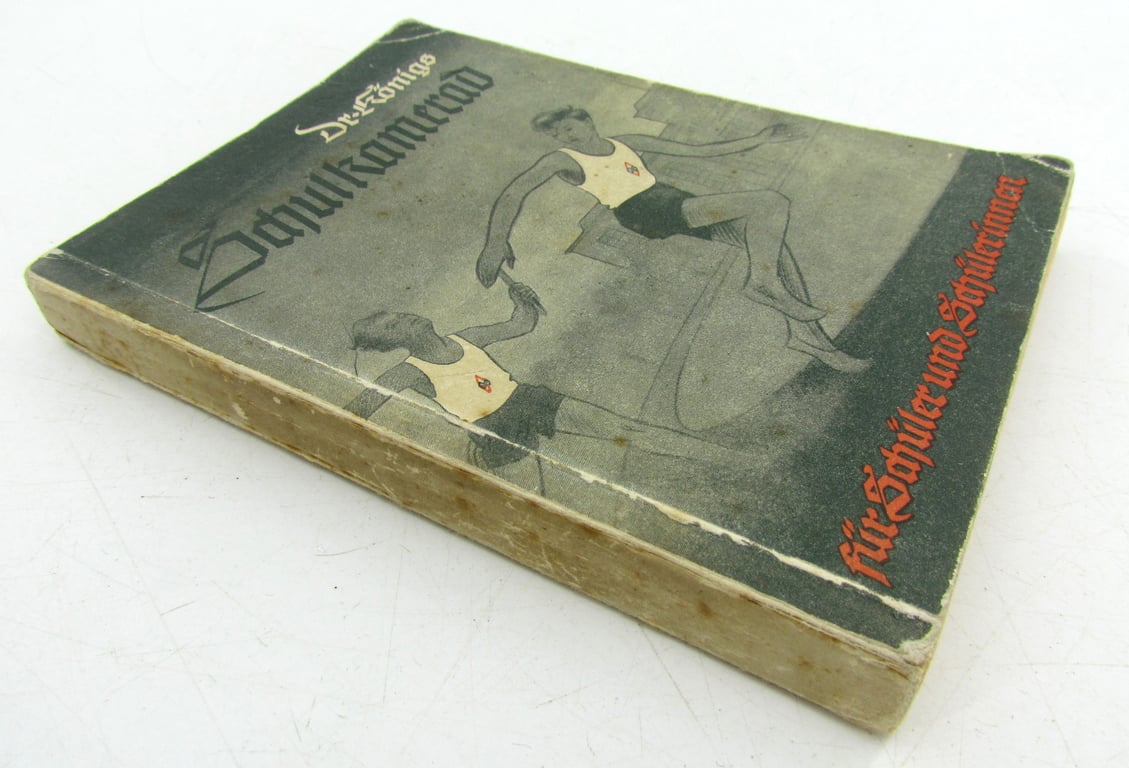 Dr. Königs
Schulkamerad
für Schüler und Schülerinnen